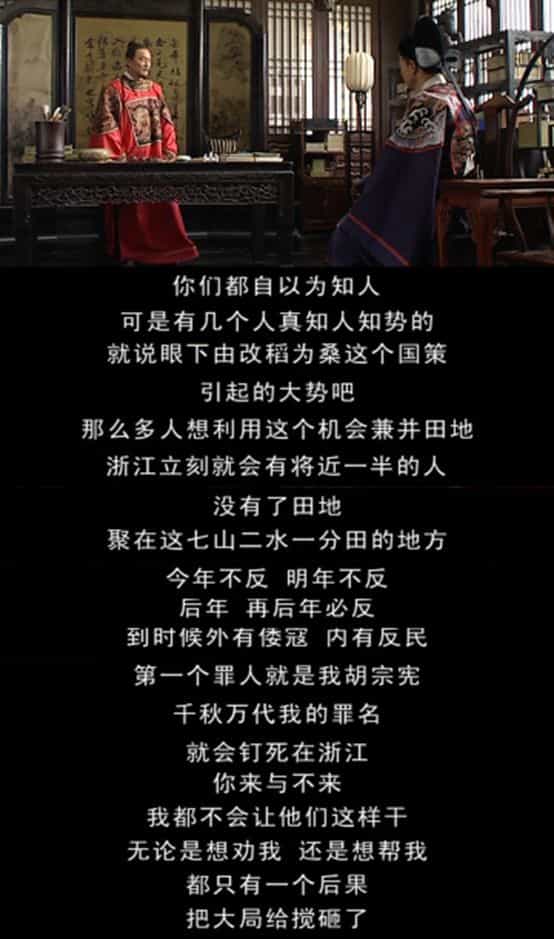 你们都自以为知人
可是有几个人真知人知势的
就说眼下由改稻为桑这个国策
引起的大势吧
那么多人想利用这个机会兼并田地
浙江立刻就会有将近一半的人
没有了田地
聚在这七山二水一分田的地方
今年不反 明年不反
后年 再后年必反
到时候外有倭寇 内有反民
第一个罪人就是我胡宗宪
千秋万代我的罪名
就会钉死在浙江
你来与不来
我都不会让他们这样干
无论是想劝我 还是想帮我
都只有一个后果
把大局给搅砸了